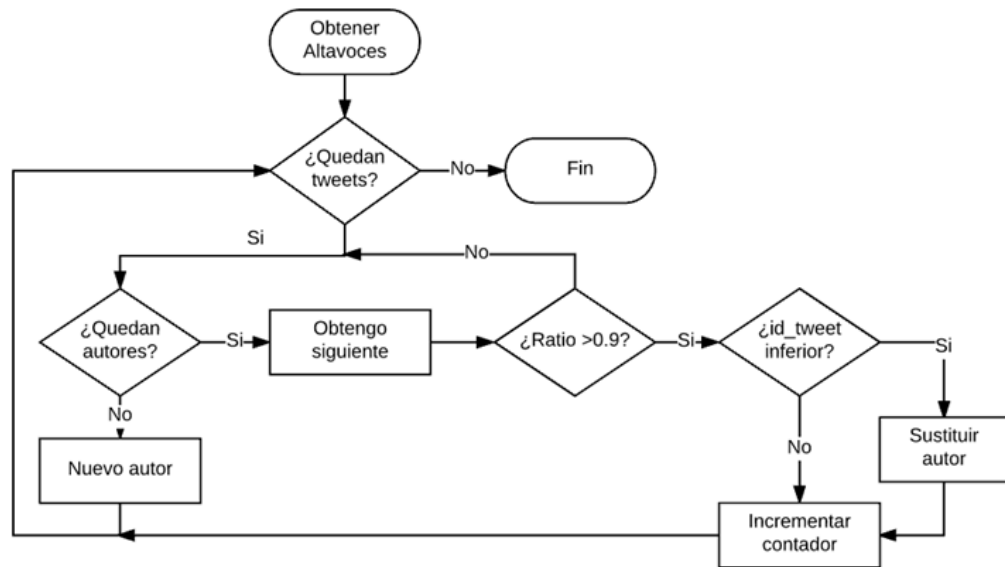 Obtener
Altavoces
¿Quedan
tweets?
No
Fin
Si
No
¿Quedan
autores?
Si
Obtengo
siguiente
¿Ratio >0.9?
Si
¿id_tweet
inferior?
Si
No
Nuevo autor
No
Sustituir
autor
Incrementar
contador